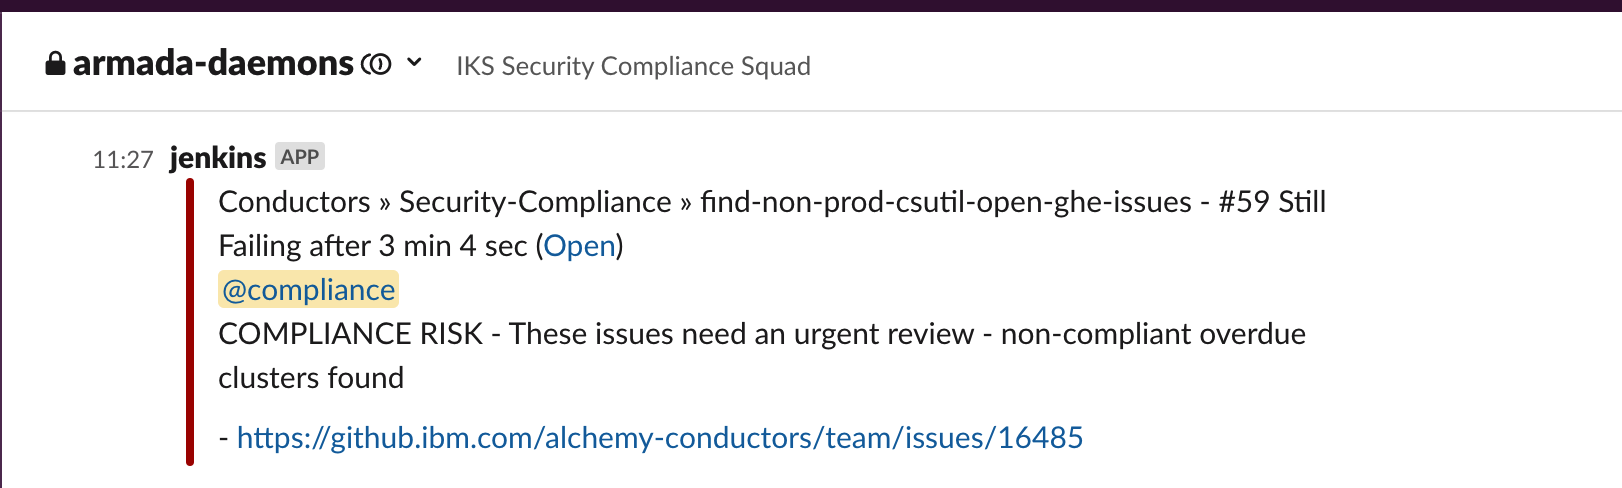 armada-daemons IKS Security Compliance Squad
11:27 jenkins APP
Conductors » Security-Compliance » find-non-prod-csutil-open-ghe-issues - #59 Still
Failing after 3 min 4 sec (Open)
@compliance
COMPLIANCE RISK - These issues need an urgent review - non-compliant overdue
clusters found
- https://github.ibm.com/alchemy-conductors/team/issues/16485